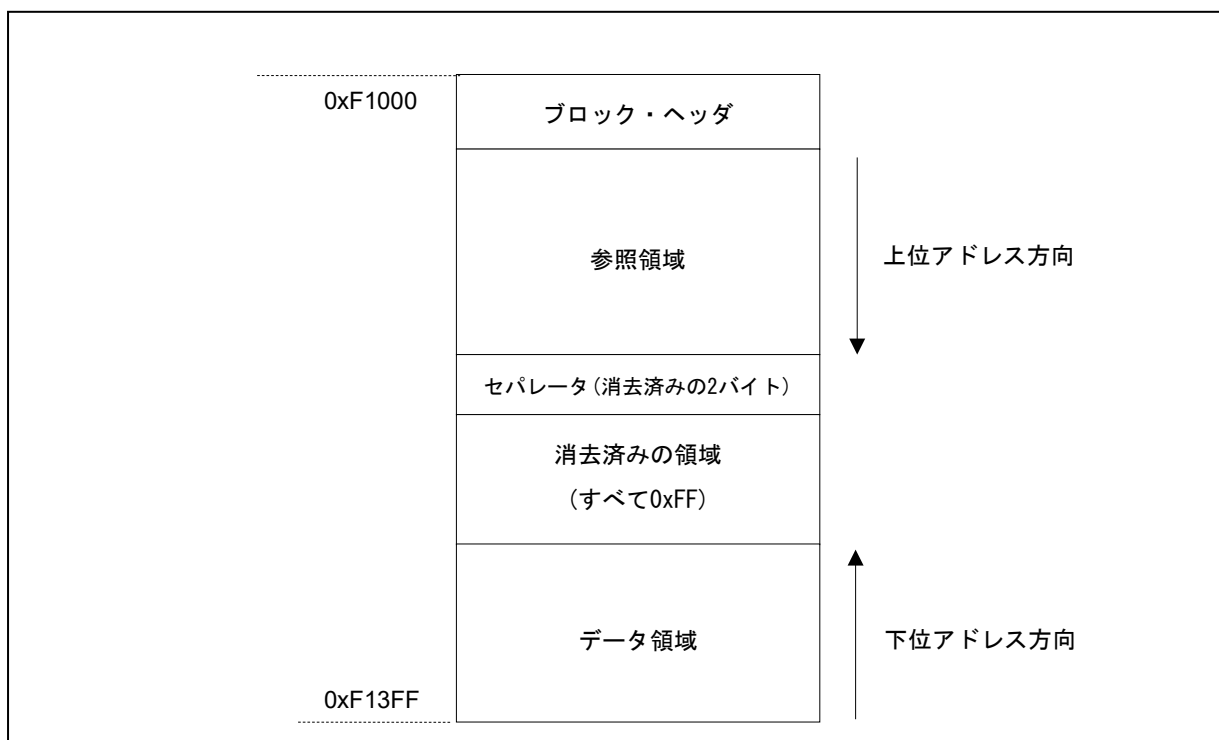 0xF1000
ブロック・ヘッダ
参照領域
上位アドレス方向
セパレータ(消去済みの2バイト)
消去済みの領域
(すべて0xFF)
データ領域
下位アドレス方向
0xF13FF